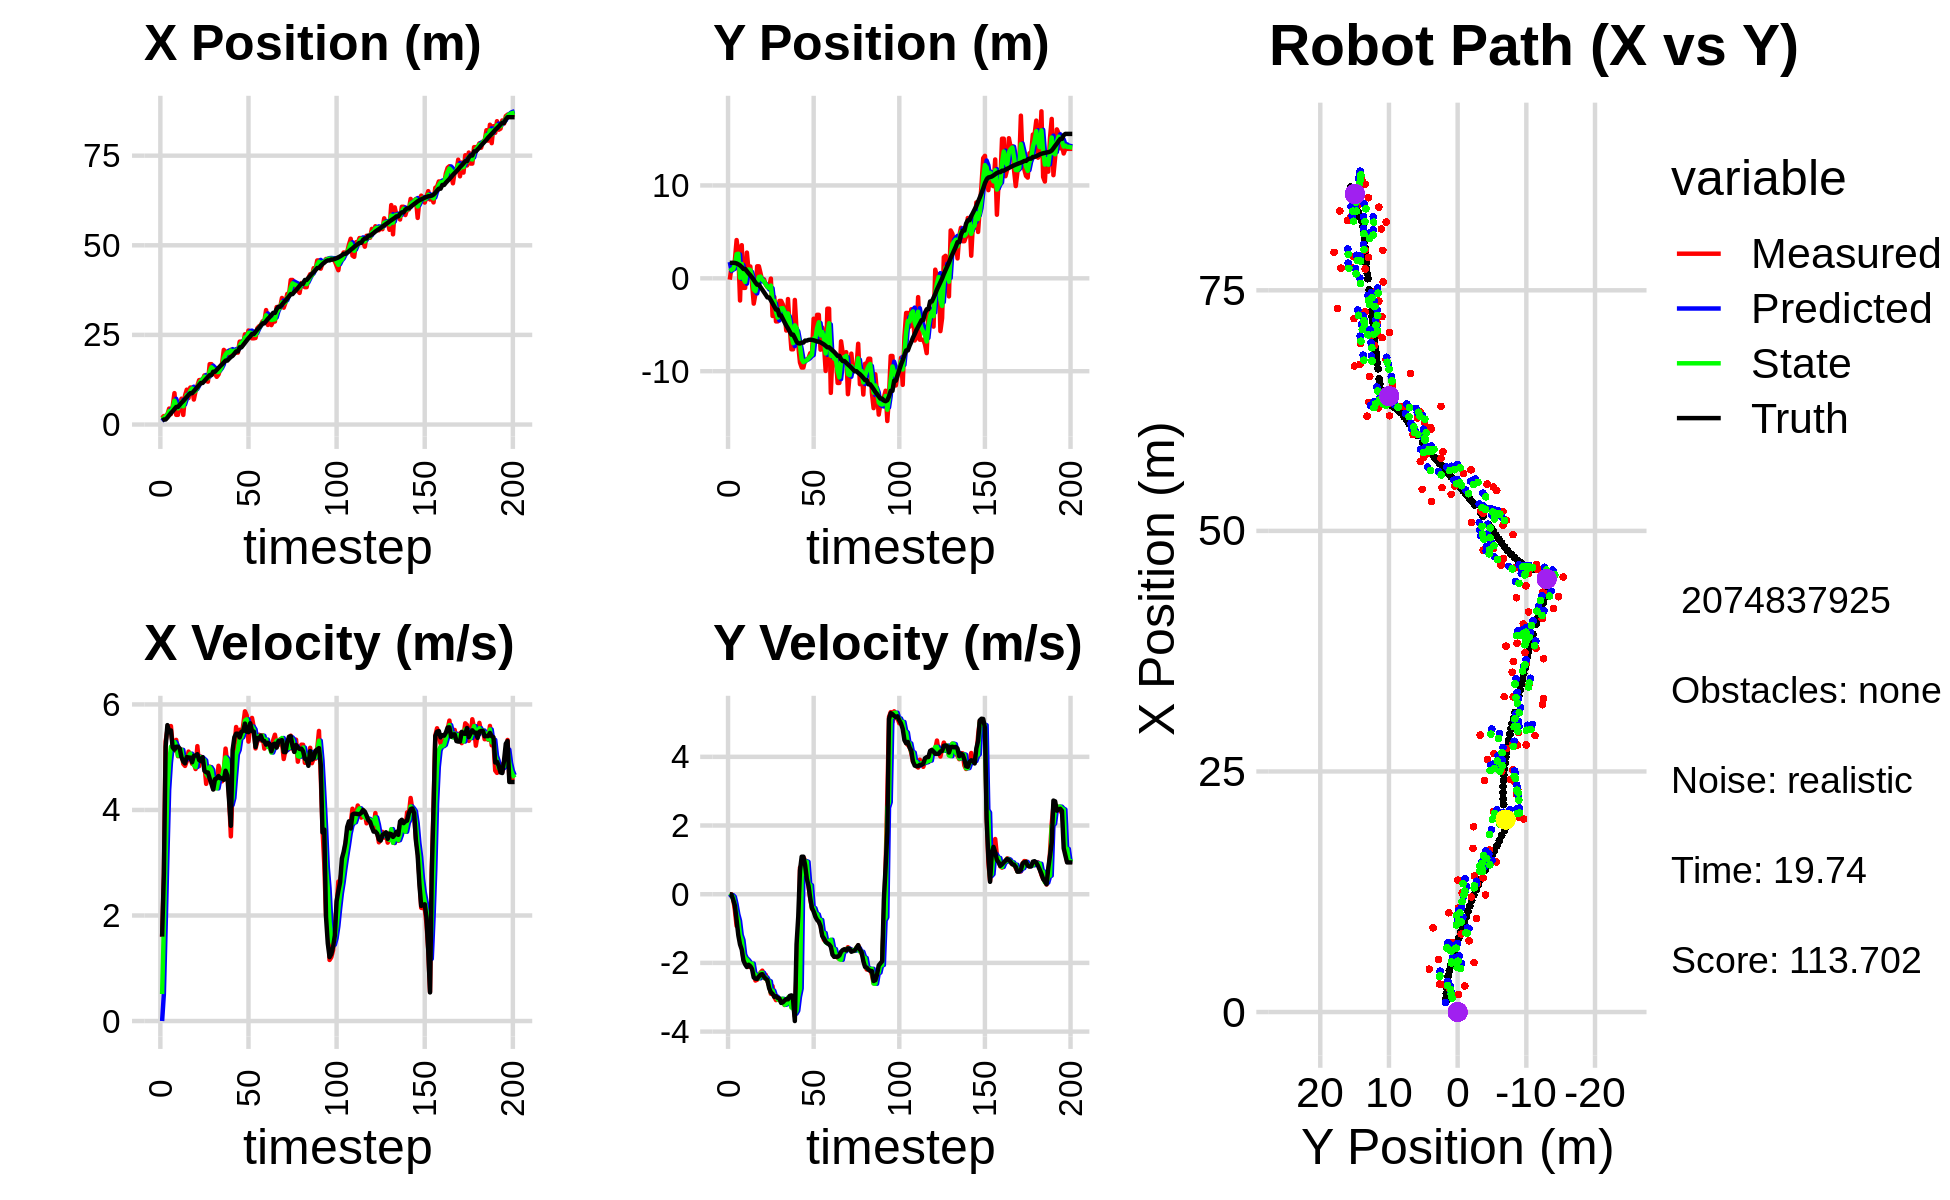 X Position (m)
75
50
25
0
0
50
100
150
200
timestep
Y Position (m)
10
0
-10
0
50
100
150
200
timestep
X Velocity (m/s)
6
4
2
0
0
50
100
150
200
timestep
Y Velocity (m/s)
4
2
0
-2
-4
0
50
100
150
200
timestep
Robot Path (X vs Y)
X Position (m)
75
50
25
0
20 10 0 -10 -20
Y Position (m)
variable
Measured
Predicted
State
Truth
2074837925
Obstacles: none
Noise: realistic
Time: 19.74
Score: 113.702